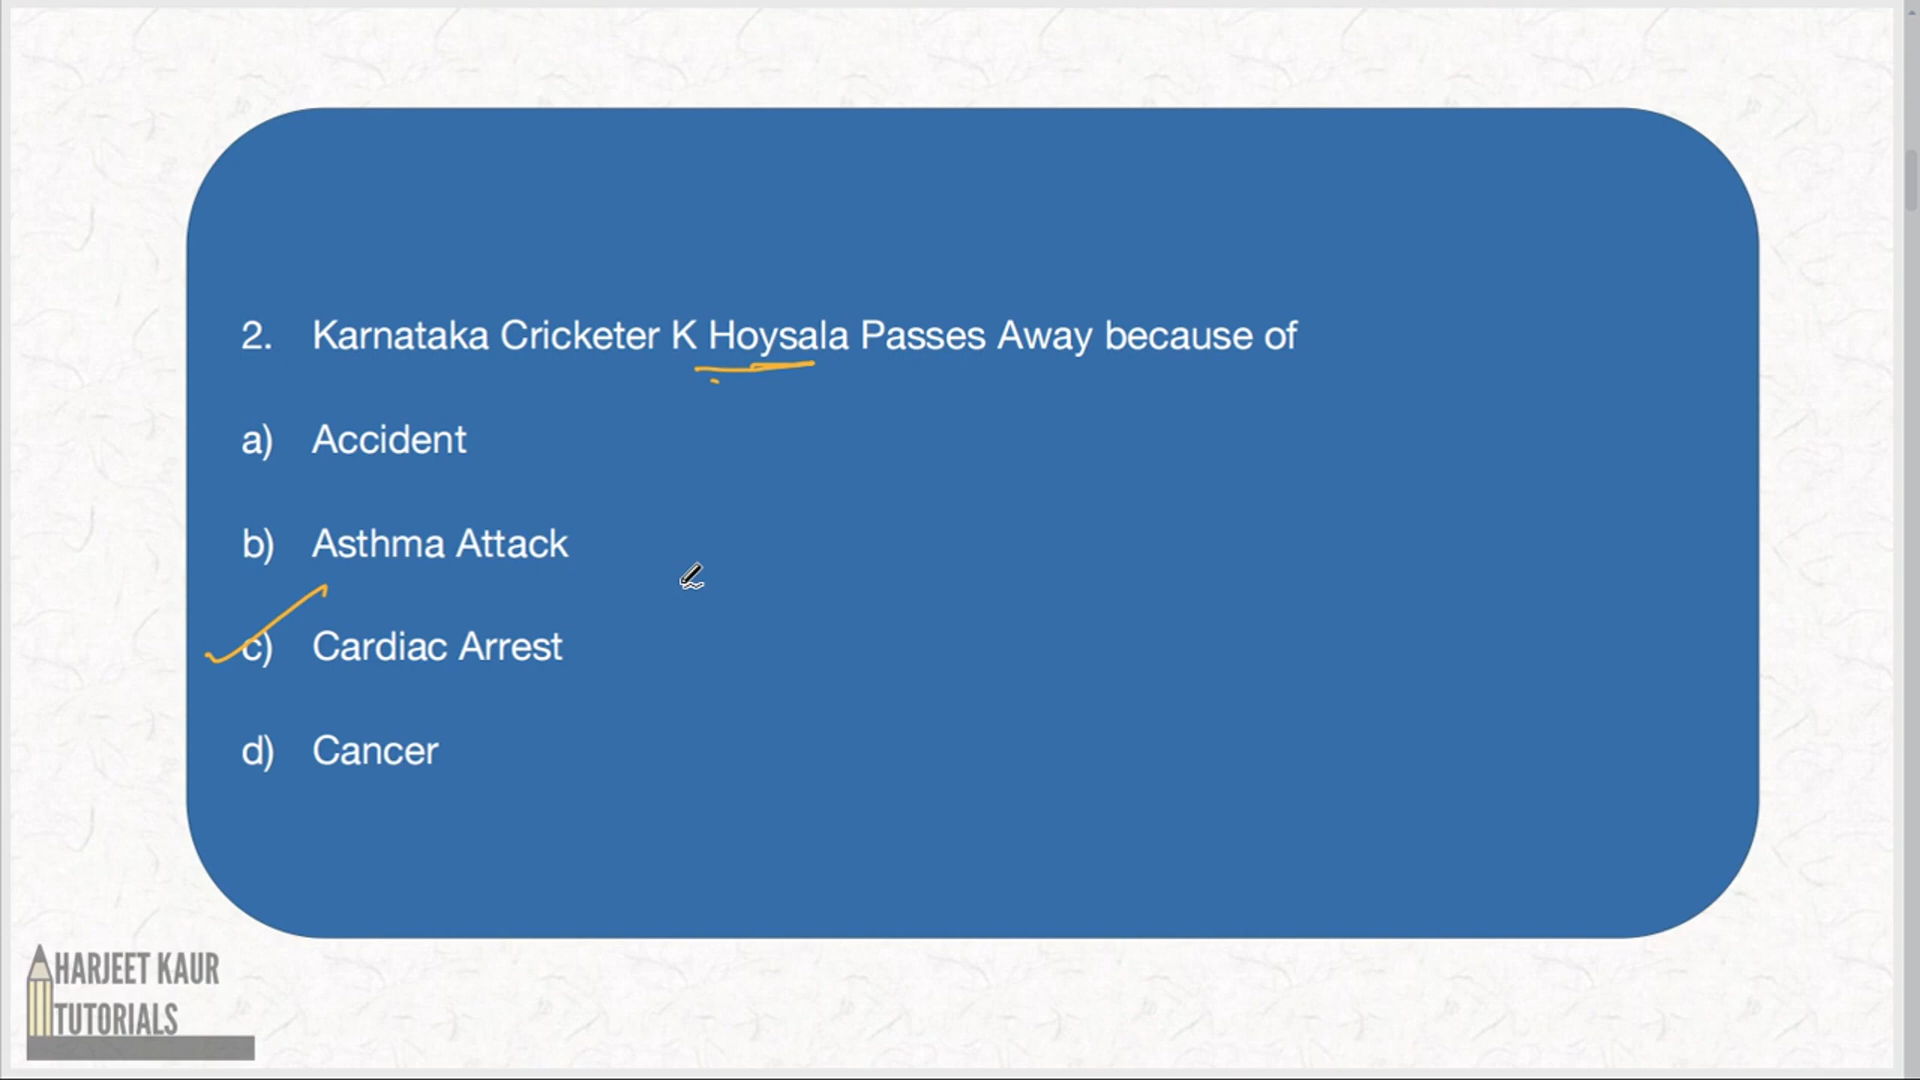 2. Karnataka Cricketer K Hoysala Passes Away because of
a) Accident
b) Asthma Attack
c) Cardiac Arrest
d) Cancer
HARJEET KAUR
TUTORIALS